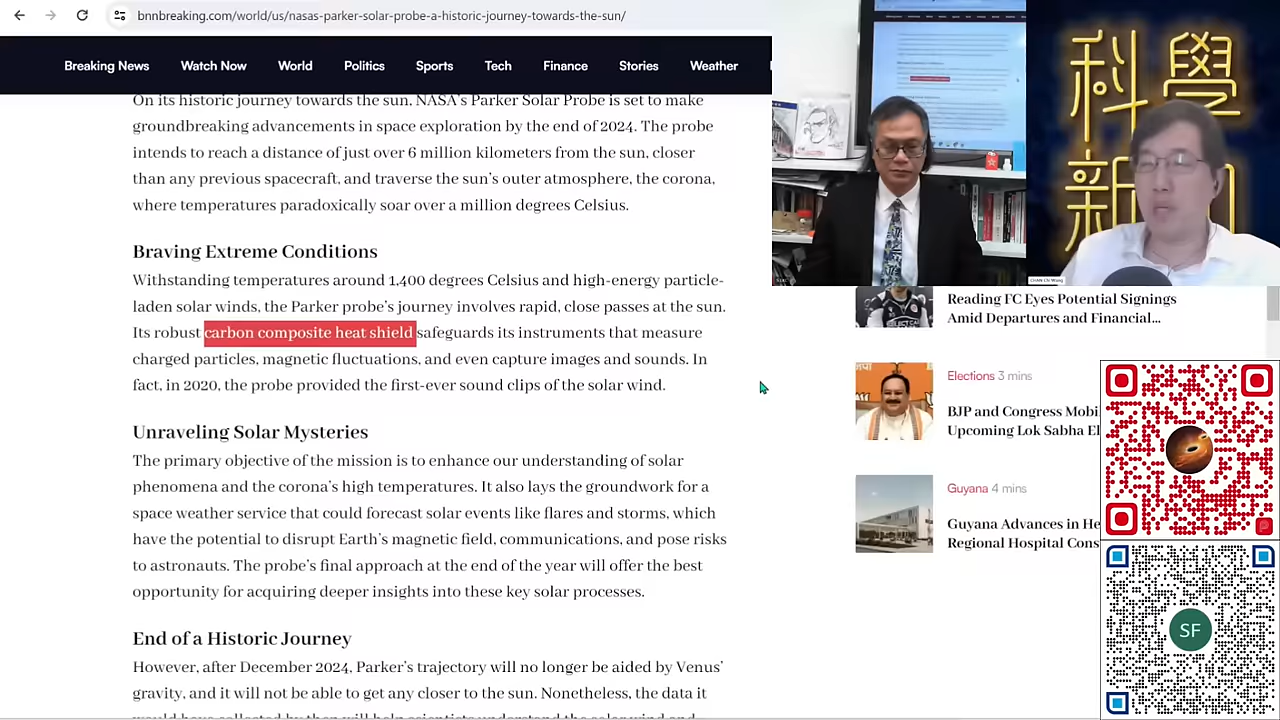 bnnbreaking.com
parker-solar-probe-a-historic-journey-towards-the-sun/
Breaking News
Politics
Sports
Tech
Finance
Stories
Weather
On its historic journey towards the sun, NASA's Parker Solar Probe is set to make
groundbreaking achievements in space exploration by the end of 2024. The probe
intends to reach a distance of just over 6 million kilometers from the sun, closer
than any previous spacecraft, and traverse the sun's outer atmosphere, the corona,
where temperatures paradoxically soar over a million degrees Celsius.
Braving Extreme Conditions
Withstanding temperatures around 1,400 degrees Celsius and high-energy particle-
laden solar winds, the Parker Probe's journey involves rapid, close passes at the sun.
Its robust carbon composite heat shield safeguards its instruments that measure
charged particles, magnetic fluctuations, and even capture images and sounds. In
fact, in 2020, the probe recorded the first-ever sound clips of the solar wind.
Unraveling Solar Mysteries
The primary objective of the mission is to enhance our understanding of solar
phenomena and the corona's high temperatures. It also lays the groundwork for a
space weather service that could forecast solar particle waves and storms, which
have the potential to disrupt Earth's magnetic field, communications, and pose risks
to astronauts. The probe's final approach at the end of the year will offer the best
opportunity for acquiring deeper insights into these key solar processes.
End of a Historic Journey
However, after December 2024, Parker's trajectory will no longer be aided by Venus'
gravity, and it will not be able to get any closer to the sun. Nonetheless, the data it
科學
新
CHAN Chi Wang
Reading FC Eyes Potential Signings
Amid Departures and Financial...
Elections 3 mins
BJP and Congress Mobi
Upcoming Lok Sabha El
Guyana 4 mins
Guyana Advances in He
Regional Hospital Cons
SF